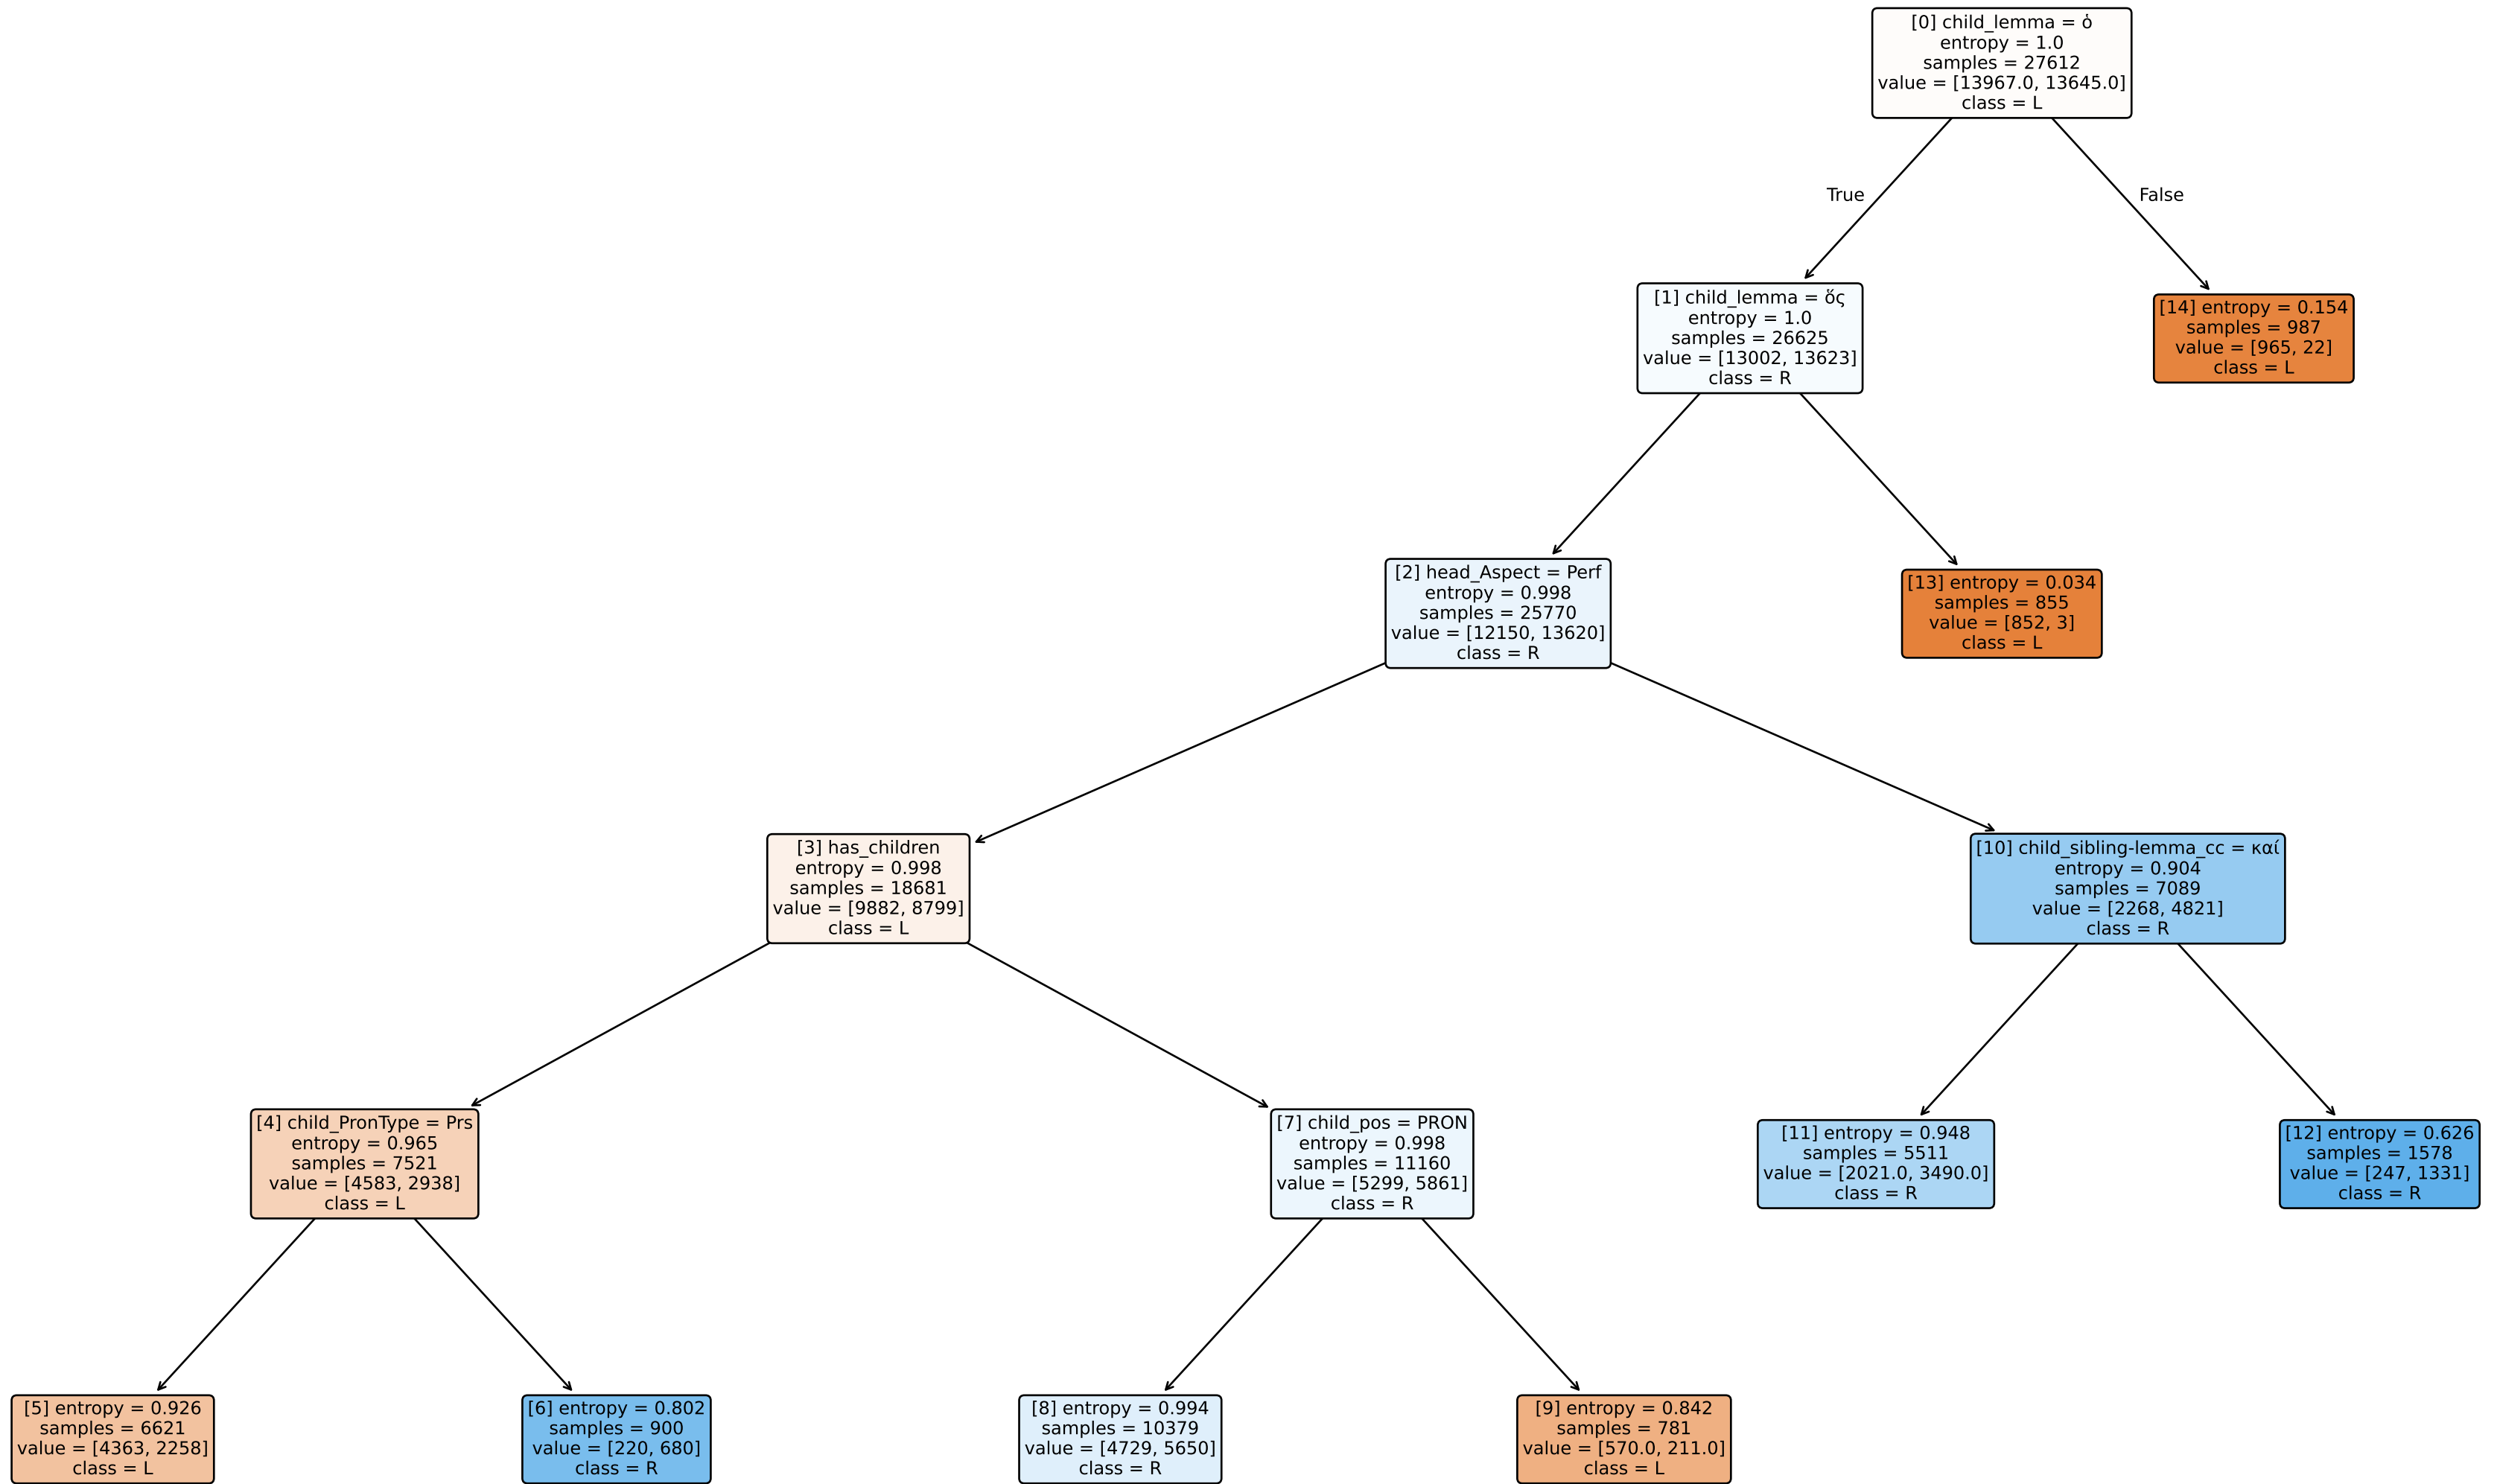 [0] child_lemma = ὁ
entropy = 1.0
samples = 27612
value = [13967.0, 13645.0]
class = L
True
False
[1] child_lemma = ὅς
entropy = 1.0
samples = 26625
value = [13002, 13623]
class = R
[14] entropy = 0.154
samples = 987
value = [965, 22]
class = L
[2] head_Aspect = Perf
entropy = 0.998
samples = 25770
value = [12150, 13620]
class = R
[13] entropy = 0.034
samples = 855
value = [852, 3]
class = L
[3] has_children
entropy = 0.998
samples = 18681
value = [9882, 8799]
class = L
[10] child_sibling-lemma_cc = καί
entropy = 0.904
samples = 7089
value = [2268, 4821]
class = R
[4] child_PronType = Prs
entropy = 0.965
samples = 7521
value = [4583, 2938]
class = L
[7] child_pos = PRON
entropy = 0.998
samples = 11160
value = [5299, 5861]
class = R
[11] entropy = 0.948
samples = 5511
value = [2021.0, 3490.0]
class = R
[12] entropy = 0.626
samples = 1578
value = [247, 1331]
class = R
[5] entropy = 0.926
samples = 6621
value = [4363, 2258]
class = L
[6] entropy = 0.802
samples = 900
value = [220, 680]
class = R
[8] entropy = 0.994
samples = 10379
value = [4729, 5650]
class = R
[9] entropy = 0.842
samples = 781
value = [570.0, 211.0]
class = L